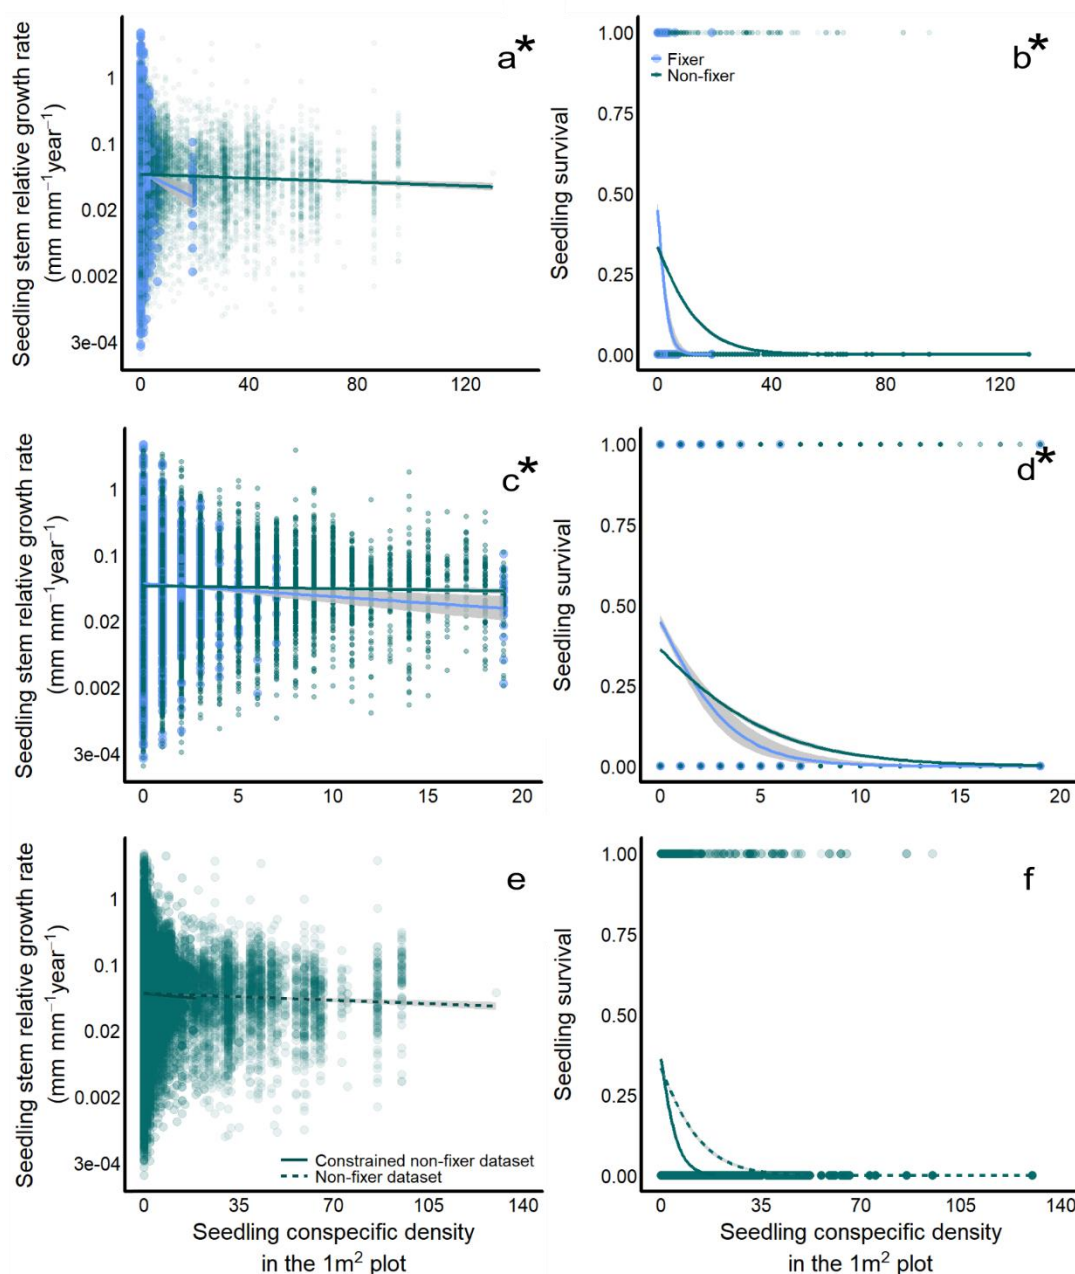 Seedling stem relative growth rate
(mm mm⁻¹year⁻¹)
1
0.1
0.02
0.002
3e-04
0
40
80
120
a*
Seedling survival
1.00
0.75
0.50
0.25
0.00
0
40
80
120
b*
Fixer
Non-fixer
Seedling stem relative growth rate
(mm mm⁻¹year⁻¹)
1
0.1
0.02
0.002
3e-04
0
5
10
15
20
c*
Seedling survival
1.00
0.75
0.50
0.25
0.00
0
5
10
15
20
d*
Seedling stem relative growth rate
(mm mm⁻¹year⁻¹)
1
0.1
0.02
0.002
3e-04
0
35
70
105
140
e
Constrained non-fixer dataset
Non-fixer dataset
Seedling conspecific density
in the 1m² plot
Seedling survival
1.00
0.75
0.50
0.25
0.00
0
35
70
105
140
f
Seedling conspecific density
in the 1m² plot